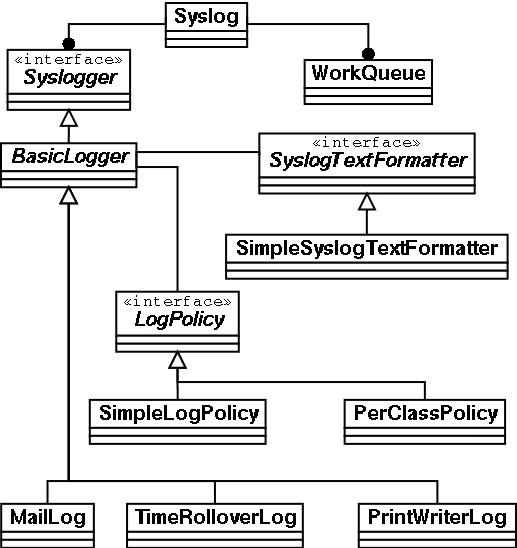 Syslog
«interface»
Syslogger
WorkQueue
BasicLogger
«interface»
SyslogTextFormatter
SimpleSyslogTextFormatter
«interface»
LogPolicy
SimpleLogPolicy
PerClassPolicy
MailLog
TimeRolloverLog
PrintWriterLog